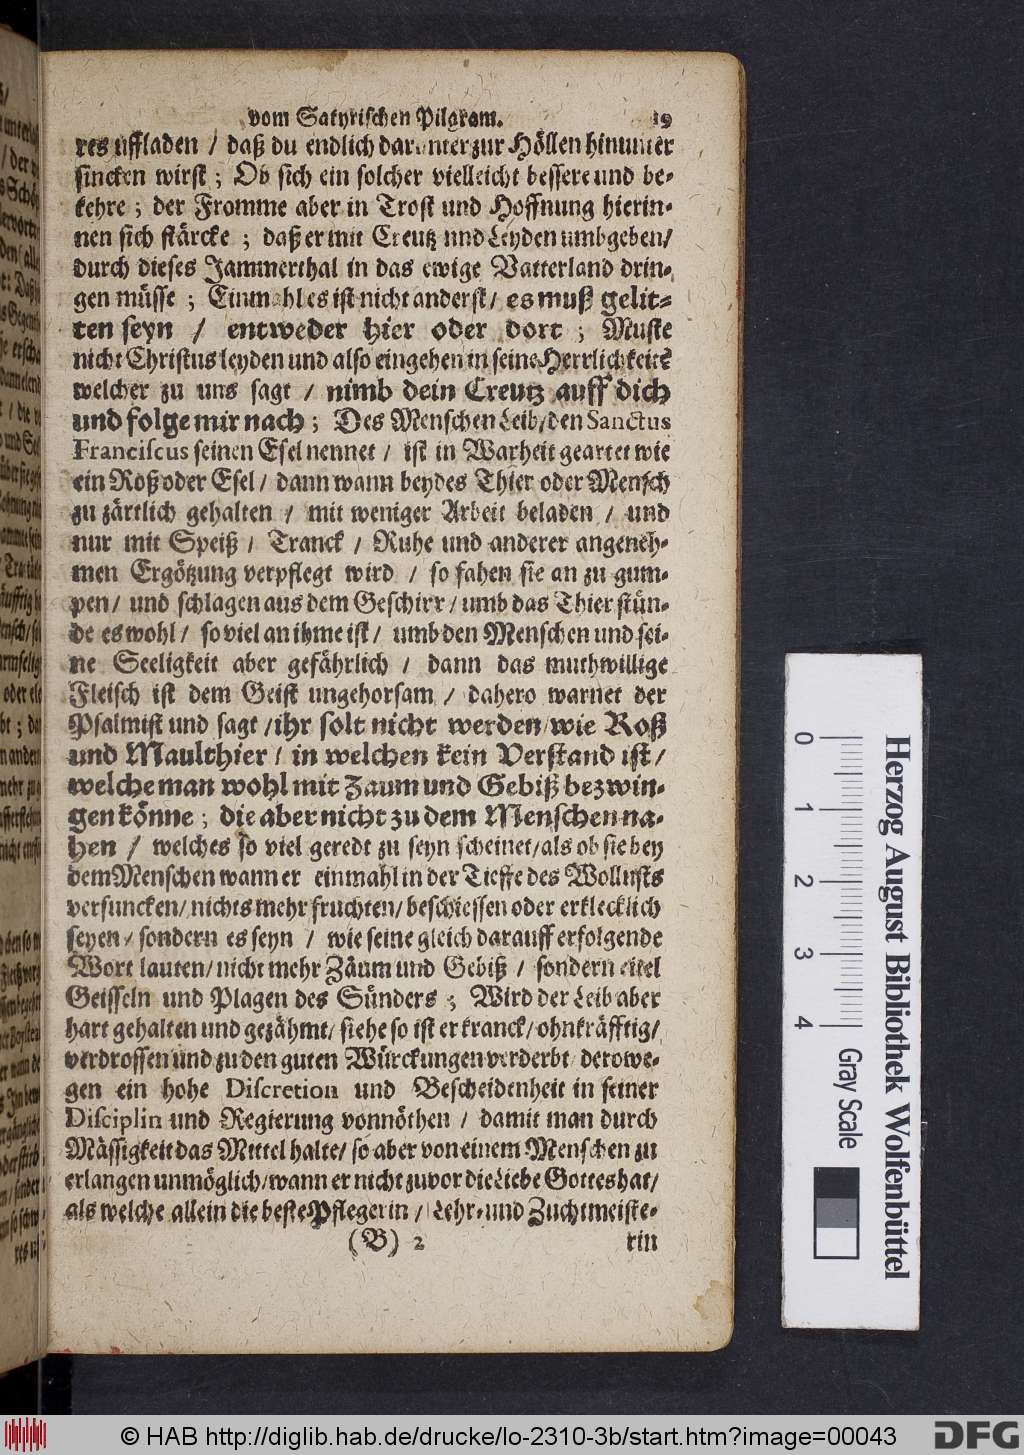 vom Satyrischen Pilgram. 19
res uffladen / daß du endlich darunter zur Höllen hinunter
sincken wirst ; Ob sich ein solcher vielleicht bessere und be-
kehre ; der Fromme aber in Trost und Hoffnung hierin-
nen sich stärcke ; daß er mit Creutz und Leyden umbgeben/
durch dieses Jammerthal in das ewige Vatterland drin-
gen müsse ; Einmahl es ist nicht anderst / es muß gelit-
ten seyn / entweder hier oder dort ; Muste
nicht Christus leyden und also eingehen in seine Herrlichkeit?
welcher zu uns sagt / nimb dein Creutz auff dich
und folge mir nach ; Des Menschen Leib/den Sanctus
Franciscus seinen Esel nennet / ist in Warheit geartet wie
ein Roß oder Esel / dann wann beydes Thier oder Mensch
zu zärtlich gehalten / mit weniger Arbeit beladen / und
nur mit Speiß / Tranck / Ruhe und anderer angeneh-
men Ergötzung verpflegt wird / so fahen sie an zu gum-
pen / und schlagen aus dem Geschirr / umb das Thier stün-
de es wohl / so viel an ihme ist / umb den Menschen und sei-
ne Seeligkeit aber gefährlich / dann das muthwillige
Fleisch ist dem Geist ungehorsam / dahero warnet der
Psalmist und sagt / ihr solt nicht werden / wie Roß
und Maulthier / in welchen kein Verstand ist /
welche man wohl mit Zaum und Gebiß bezwin-
gen könne ; die aber nicht zu dem Menschen na-
hen / welches so viel geredt zu seyn scheinet/als ob sie bey
dem Menschen wann er einmahl in der Tieffe des Wollusts
versuncken/ nichts mehr fruchten/ beschiessen oder erklecklich
seyen / sondern es seyn / wie seine gleich darauff erfolgende
Wort lauten/ nicht mehr Zäum und Gebiß / sondern eitel
Geisseln und Plagen des Sünders ; Wird der Leib aber
hart gehalten und gezähmt/ siehe so ist er kranck/ ohnkräfftig/
verdrossen und zu den guten Würckungen verderbt/ derowe-
gen ein hohe Discretion und Bescheidenheit in seiner
Disciplin und Regierung vonnöthen / damit man durch
Mässigkeit das Mittel halte/ so aber von einem Menschen zu
erlangen unmöglich/wann er nicht zuvor die Liebe Gottes hat/
als welche allein die beste Pflegerin / Lehr- und Zuchtmeiste-
(B) 2 rin
0 1 2 3 4 Gray Scale
Herzog August Bibliothek Wolfenbüttel
© HAB http://diglib.hab.de/drucke/lo-2310-3b/start.htm?image=00043
DFG